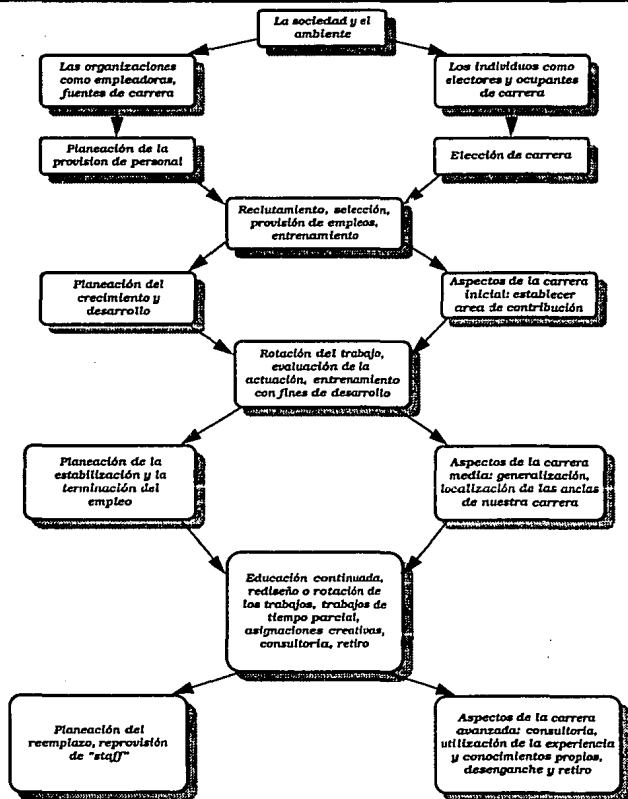 La sociedad y el
ambiente
Las organizaciones
como empleadoras,
fuentes de carrera
Los individuos como
electores y ocupantes
de carrera
Planeación de la
provision de personal
Elección de carrera
Reclutamiento, selección,
provisión de empleos,
entrenamiento
Planeación del
crecimiento y
desarrollo
Aspectos de la carrera
inicial: establecer
area de contribución
Rotación del trabajo,
evaluación de la
actuación, entrenamiento
con fines de desarrollo
Planeación de la
estabilización y la
terminación del
empleo
Aspectos de la carrera
media: generalización,
localización de las anclas
de nuestra carrera
Educación continuada,
rediseño o rotación de
los trabajos, trabajos de
tiempo parcial,
asignaciones creativas,
consultoría, retiro
Planeación del
reemplazo, reprovisión
de "staff"
Aspectos de la carrera
avanzada: consultoria,
utilización de la experiencia
y conocimientos propios,
desenganche y retiro